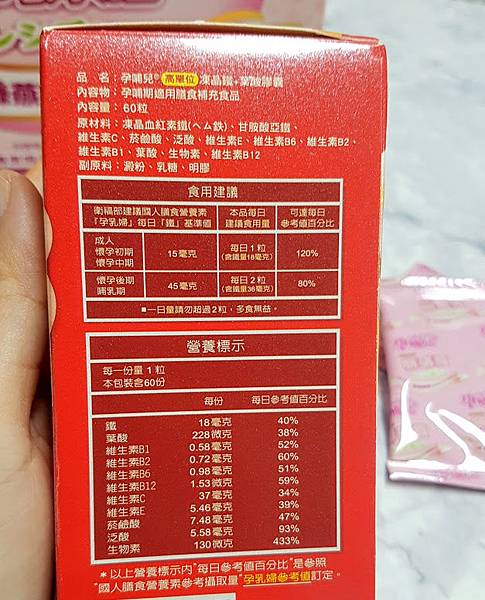 品　名：孕哺兒®高單位凍晶鐵+葉酸膠囊
內容物：孕哺期適用膳食補充食品
內容量：60粒
原材料：凍晶血紅素鐵(ヘム鉄)、甘胺酸亞鐵、
維生素C、菸鹼酸、泛酸、維生素E、維生素B6、維生素B2、
維生素B1、葉酸、生物素、維生素B12
副原料：澱粉、乳糖、明膠
食用建議
衛福部建議國人膳食營養素 本品每日 可達每日
「孕乳婦」每日「鐵」基準值 建議食用量 參考值百分比
成人
懷孕初期 15毫克 每日1粒 120%
懷孕中期 (含鐵量18毫克)
懷孕後期 45毫克 每日2粒 80%
哺乳期 (含鐵量36毫克)
■一日量請勿超過2粒，多食無益。
營養標示
每一份量 1 粒
本包裝含60份
每份 每日參考值百分比
鐵 18毫克 40%
葉酸 228微克 38%
維生素B1 0.58毫克 52%
維生素B2 0.72毫克 60%
維生素B6 0.98毫克 51%
維生素B12 1.53微克 59%
維生素C 37毫克 34%
維生素E 5.46毫克 39%
菸鹼酸 7.48毫克 47%
泛酸 5.58毫克 93%
生物素 130微克 433%
＊以上營養標示內"每日參考值百分比"是參照
"國人膳食營養素參考攝取量"孕乳婦參考值訂定。